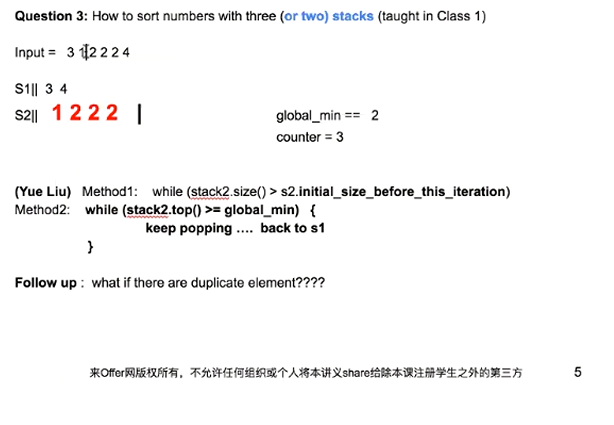 Question 3: How to sort numbers with three (or two) stacks (taught in Class 1)
Input = 3 1 2 2 2 4
S1|| 3 4
S2|| 1 2 2 2 |
global_min == 2
counter = 3
(Yue Liu) Method1: while (stack2.size() > s2.initial_size_before_this_iteration)
Method2: while (stack2.top() >= global_min) {
keep popping .... back to s1
}
Follow up : what if there are duplicate element????
来Offer网版权所有，不允许任何组织或个人将本讲义share给除本课注册学生之外的第三方
5